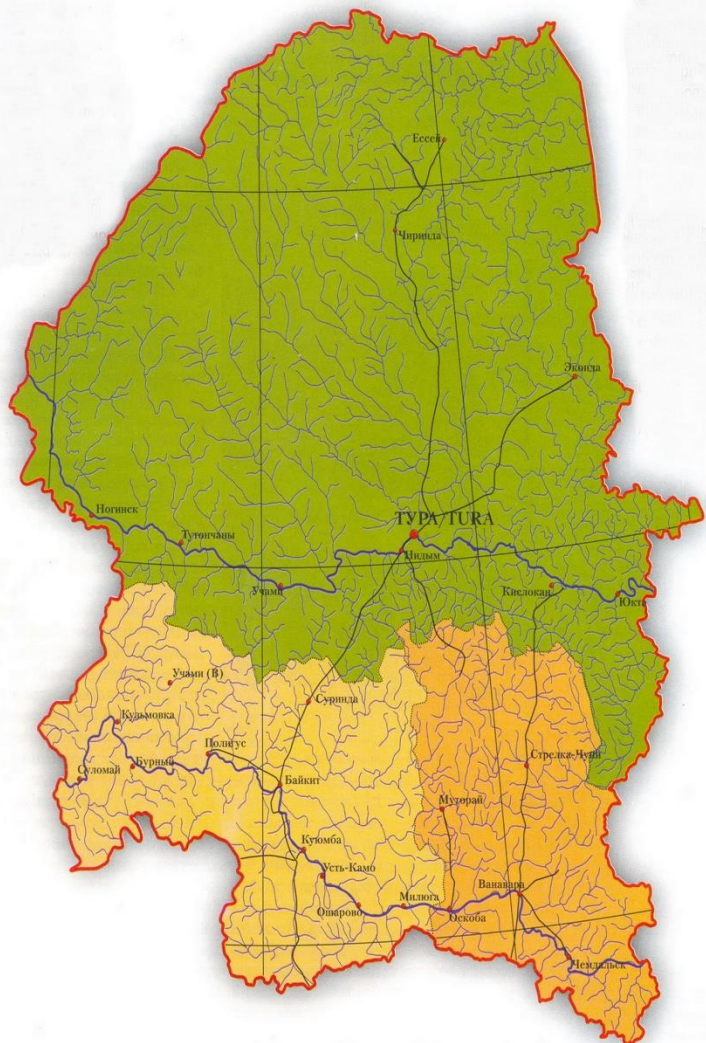 Ессей
Чиринда
Эконда
Ногинск
ТУРА/TURA
Тутончаны
Нидым
Учами
Кислокан
Юкта
Учами (В)
Суринда
Кузьмовка
Полигус
Бурный
Стрелка-Чуня
Суломай
Байкит
Муторай
Куюмба
Усть-Камо
Ванавара
Ошарово
Милюга
Оскоба
Чемдальск